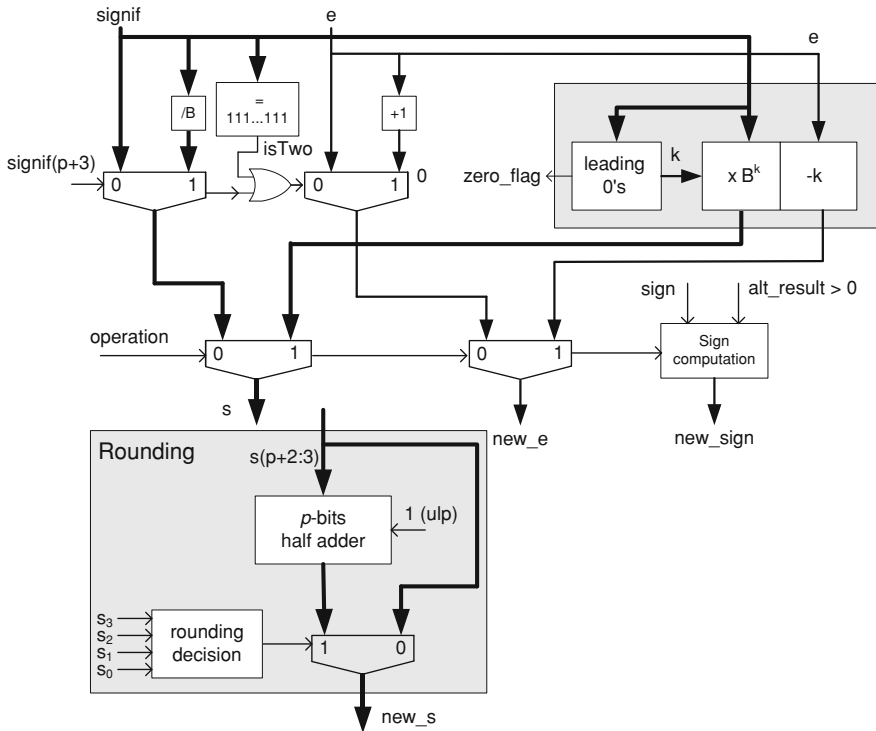 signif
e
e
/B
=
111...111
+1
isTwo
signif(p+3)
0
1
0
1
0
zero_flag
leading
0's
k
x B^k
-k
sign
alt_result > 0
operation
0
1
0
1
Sign
computation
s
new_e
new_sign
Rounding
s(p+2:3)
p-bits
half adder
1 (ulp)
s₃
s₂
s₁
s₀
rounding
decision
1
0
new_s